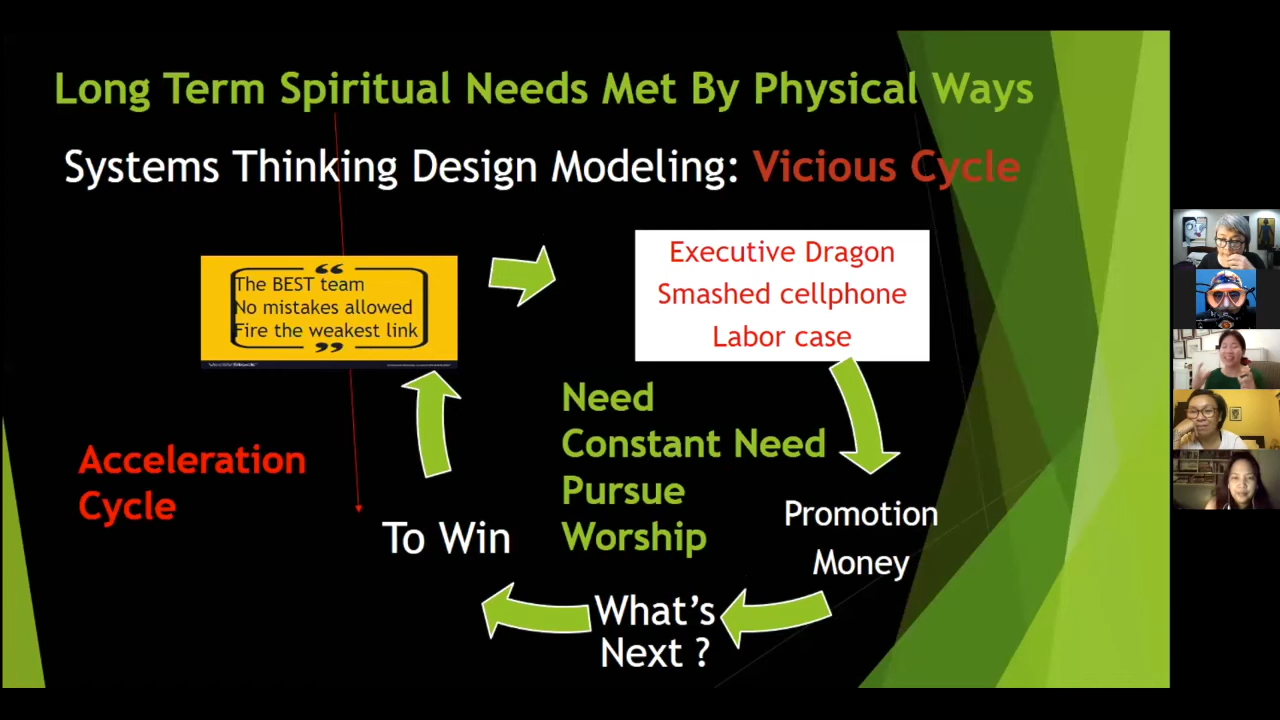 Long Term Spiritual Needs Met By Physical Ways
Systems Thinking Design Modeling: Vicious Cycle
“
The BEST team
No mistakes allowed
Fire the weakest link
”
Executive Dragon
Smashed cellphone
Labor case
Need
Constant Need
Pursue
Worship
Acceleration
Cycle
To Win
Promotion
Money
What's
Next ?